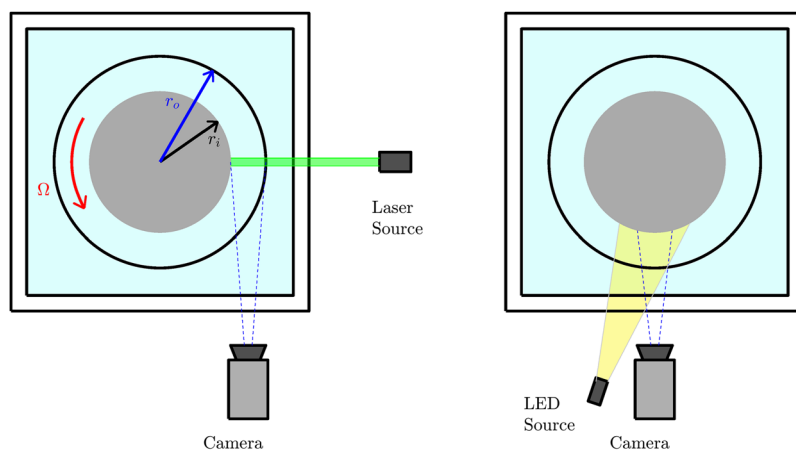 r_o
r_i
Ω
Laser
Source
Camera
LED
Source
Camera